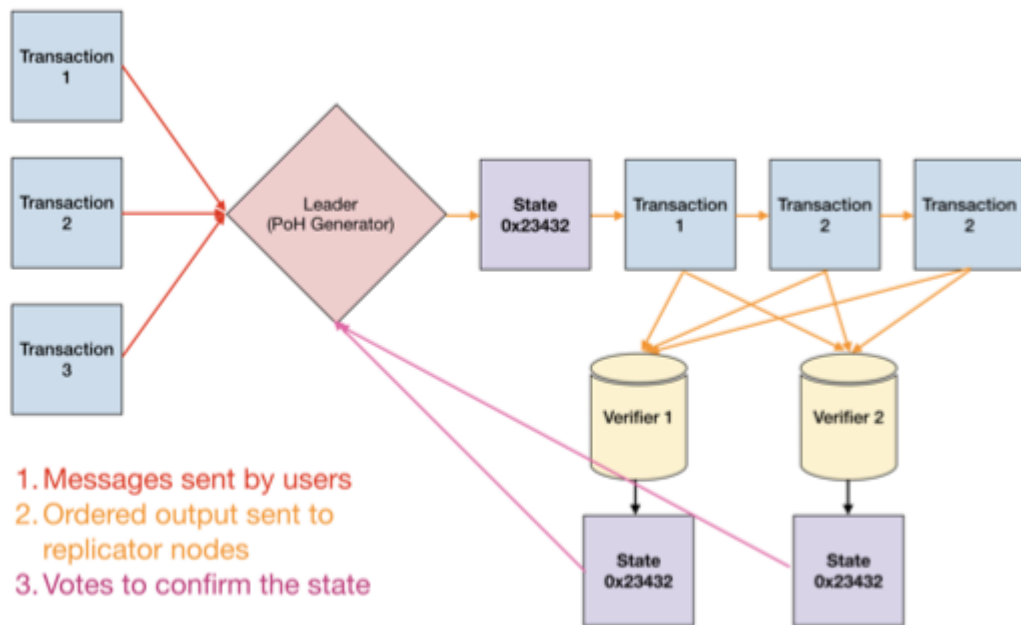 Transaction
1
Transaction
2
Transaction
3
Leader
(PoH Generator)
State
0x23432
Transaction
1
Transaction
2
Transaction
2
Verifier 1
Verifier 2
State
0x23432
State
0x23432
1. Messages sent by users
2. Ordered output sent to
replicator nodes
3. Votes to confirm the state